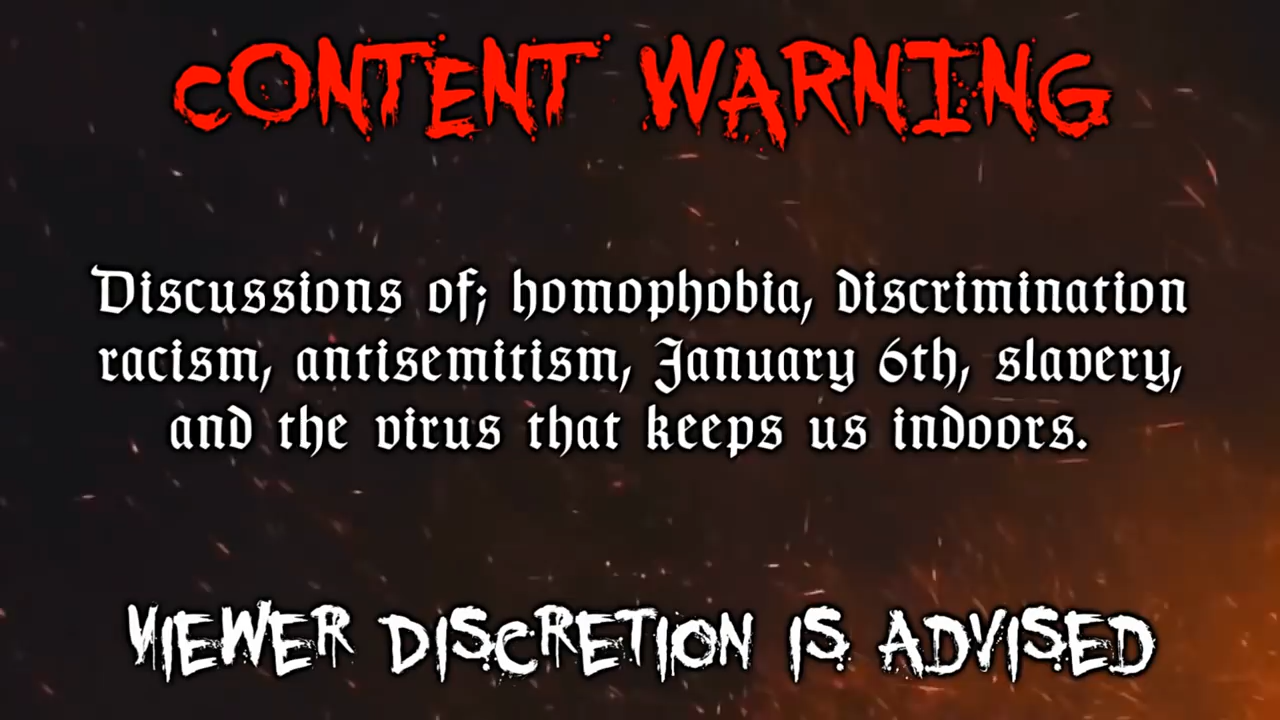 CONTENT WARNING
Discussions of; homophobia, discrimination
racism, antisemitism, January 6th, slavery,
and the virus that keeps us indoors.
VIEWER DISCRETION IS ADVISED